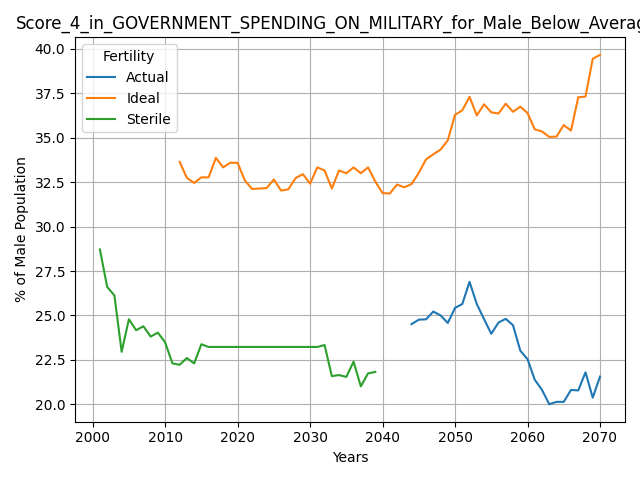 Score_4_in_GOVERNMENT_SPENDING_ON_MILITARY_for_Male_Below_Averag
Fertility
Actual
Ideal
Sterile
% of Male Population
40.0
37.5
35.0
32.5
30.0
27.5
25.0
22.5
20.0
2000 2010 2020 2030 2040 2050 2060 2070
Years